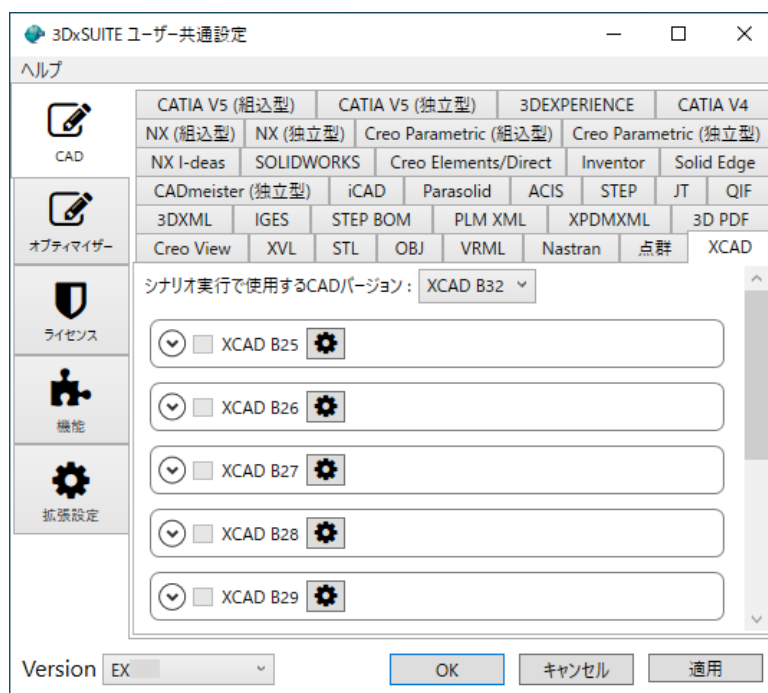 3DxSUITE ユーザー共通設定
ヘルプ
CAD
オプティマイザー
ライセンス
機能
拡張設定
CATIA V5 (組込型) CATIA V5 (独立型) 3DEXPERIENCE CATIA V4
NX (組込型) NX (独立型) Creo Parametric (組込型) Creo Parametric (独立型)
NX I-deas SOLIDWORKS Creo Elements/Direct Inventor Solid Edge
CADmeister (独立型) iCAD Parasolid ACIS STEP JT QIF
3DXML IGES STEP BOM PLM XML XPDMXML 3D PDF
Creo View XVL STL OBJ VRML Nastran 点群 XCAD
シナリオ実行で使用するCADバージョン : XCAD B32
XCAD B25
XCAD B26
XCAD B27
XCAD B28
XCAD B29
Version EX OK キャンセル 適用